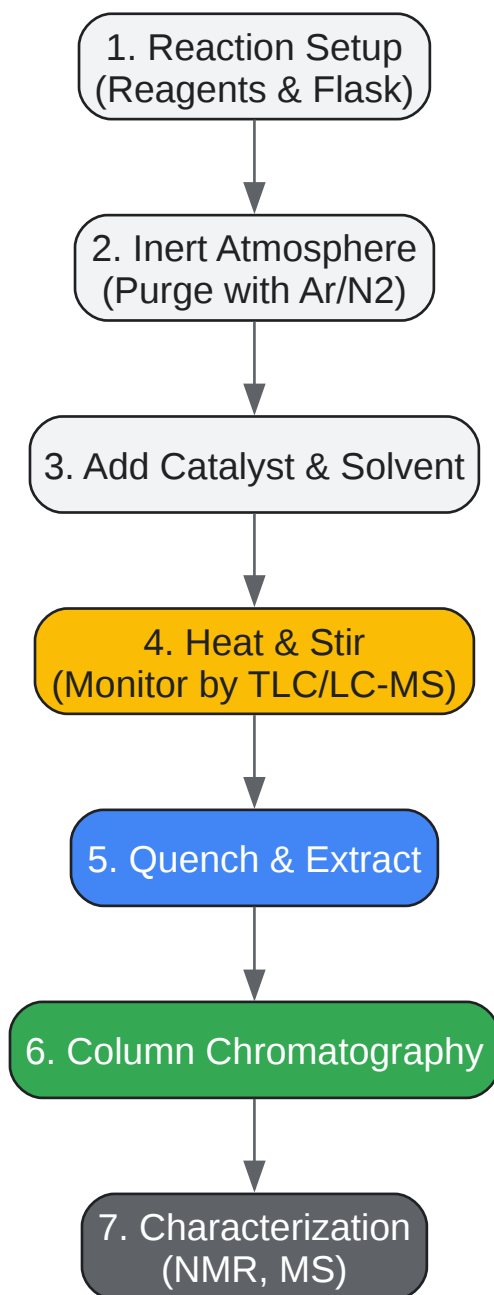 1. Reaction Setup
(Reagents & Flask)
2. Inert Atmosphere
(Purge with Ar/N2)
3. Add Catalyst & Solvent
4. Heat & Stir
(Monitor by TLC/LC-MS)
5. Quench & Extract
6. Column Chromatography
7. Characterization
(NMR, MS)